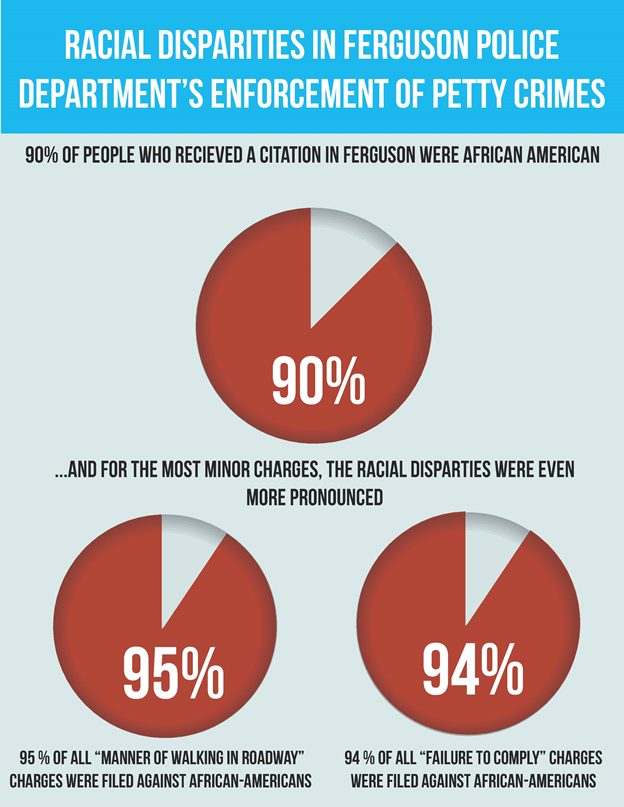 RACIAL DISPARITIES IN FERGUSON POLICE
DEPARTMENT'S ENFORCEMENT OF PETTY CRIMES
90% OF PEOPLE WHO RECIEVED A CITATION IN FERGUSON WERE AFRICAN AMERICAN
90%
...AND FOR THE MOST MINOR CHARGES, THE RACIAL DISPARTIES WERE EVEN
MORE PRONOUNCED
95%
94%
95 % OF ALL “MANNER OF WALKING IN ROADWAY”
CHARGES WERE FILED AGAINST AFRICAN-AMERICANS
94 % OF ALL “FAILURE TO COMPLY” CHARGES
WERE FILED AGAINST AFRICAN-AMERICANS